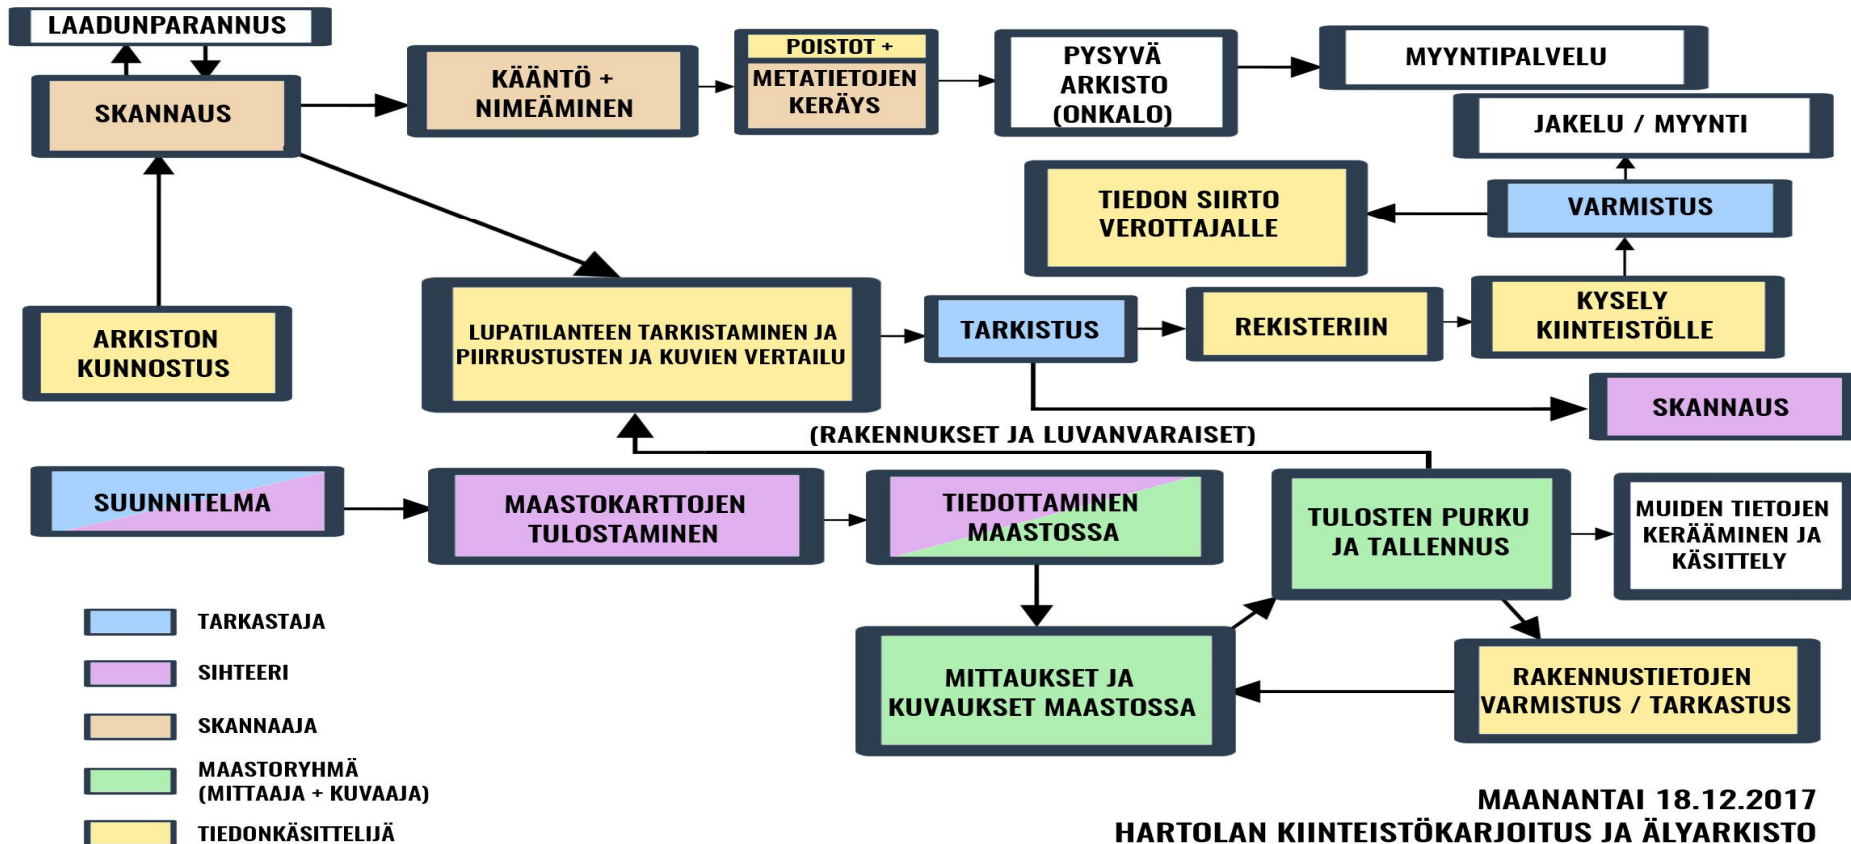 LAADUNPARANNUS
SKANNAUS
KÄÄNTÖ +
NIMEÄMINEN
POISTOT +
METATIETOJEN
KERÄYS
PYSYVÄ
ARKISTO
(ONKALO)
MYYNTIPALVELU
JAKELU / MYYNTI
TIEDON SIIRTO
VEROTTAJALLE
VARMISTUS
ARKISTON
KUNNOSTUS
LUPATILANTEEN TARKISTAMINEN JA
PIIRRUSTUSTEN JA KUVIEN VERTAILU
TARKISTUS
REKISTERIIN
KYSELY
KIINTEISTÖLLE
SKANNAUS
(RAKENNUKSET JA LUVANVARAISET)
SUUNNITELMA
MAASTOKARTTOJEN
TULOSTAMINEN
TIEDOTTAMINEN
MAASTOSSA
TULOSTEN PURKU
JA TALLENNUS
MUIDEN TIETOJEN
KERÄÄMINEN JA
KÄSITTELY
MITTAUKSET JA
KUVAUKSET MAASTOSSA
RAKENNUSTIETOJEN
VARMISTUS / TARKASTUS
TARKASTAJA
SIHTEERI
SKANNAAJA
MAASTORYHMÄ
(MITTAAJA + KUVAAJA)
TIEDONKÄSITTELIJÄ
MAANANTAI 18.12.2017
HARTOLAN KIINTEISTÖKARJOITUS JA ÄLYARKISTO